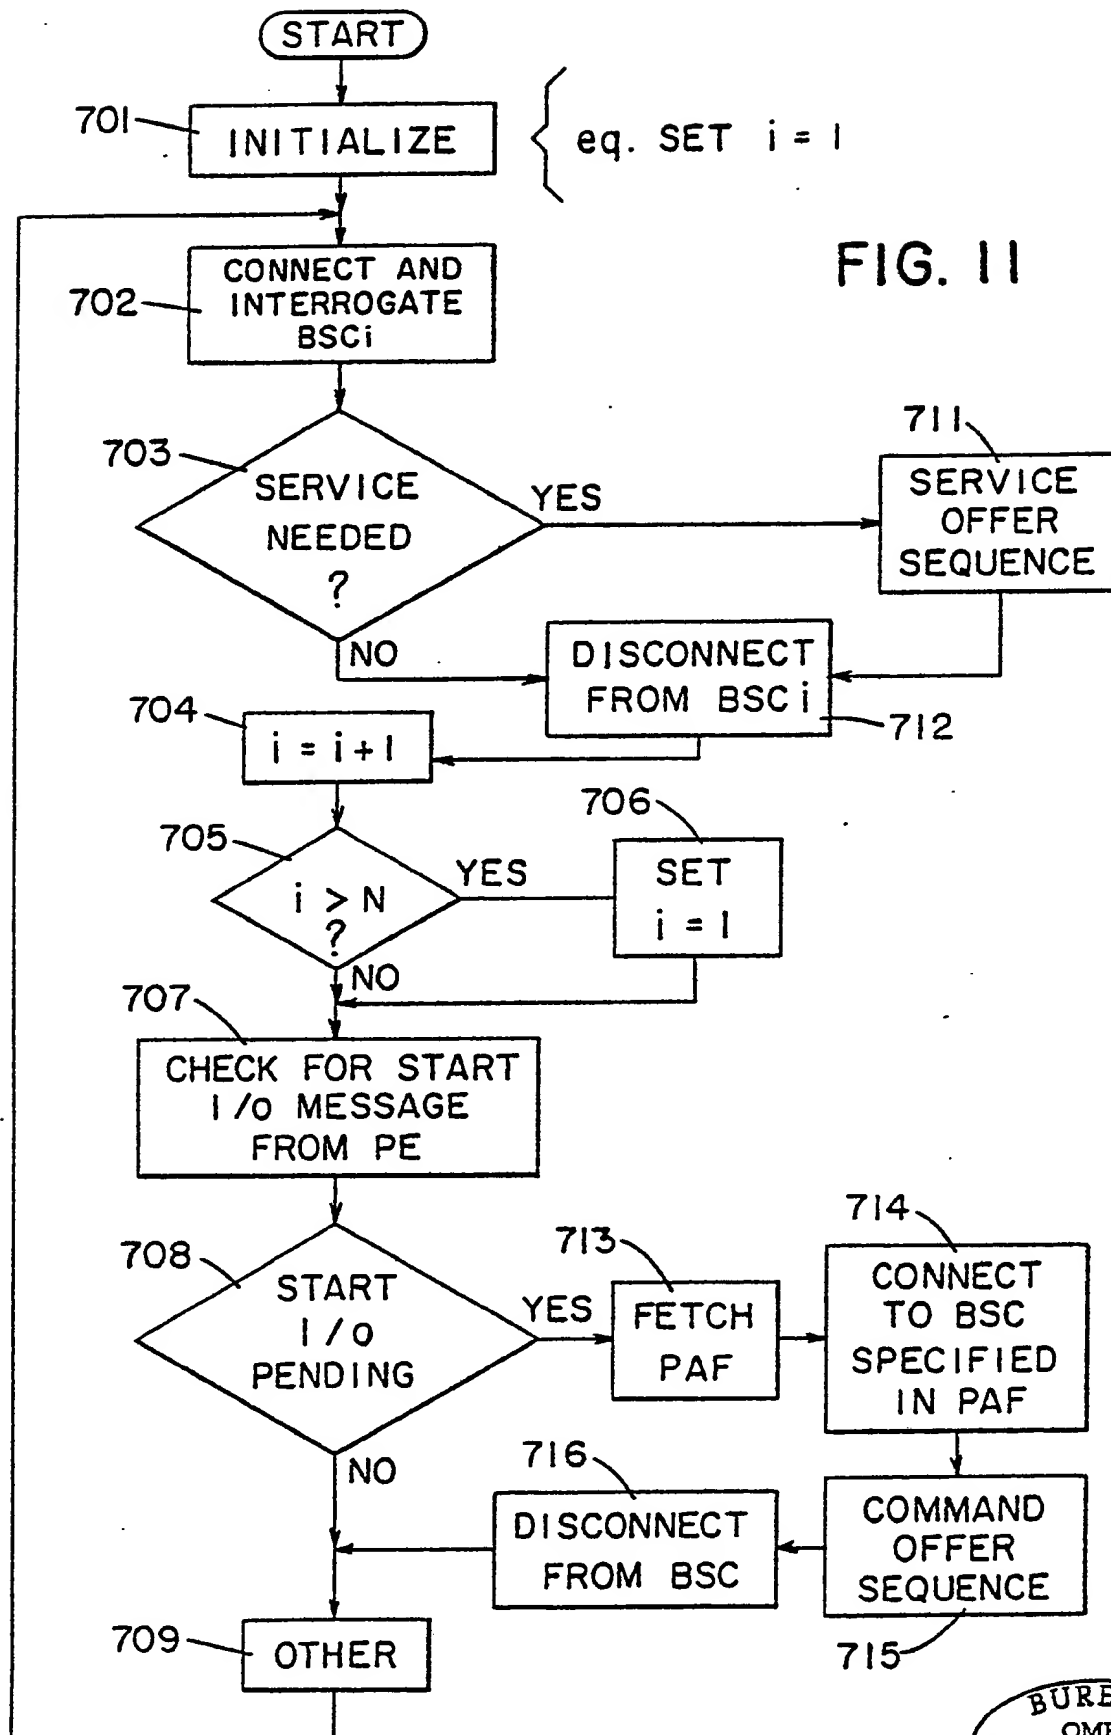 START
701
INITIALIZE
eq. SET i = 1
702
CONNECT AND
INTERROGATE
BSCi
FIG. 11
703
SERVICE
NEEDED
?
YES
NO
711
SERVICE
OFFER
SEQUENCE
DISCONNECT
FROM BSCi
712
704
i = i+1
705
i > N
?
YES
NO
706
SET
i = 1
707
CHECK FOR START
I/O MESSAGE
FROM PE
708
START
I/O
PENDING
YES
NO
713
FETCH
PAF
714
CONNECT
TO BSC
SPECIFIED
IN PAF
716
DISCONNECT
FROM BSC
COMMAND
OFFER
SEQUENCE
715
709
OTHER